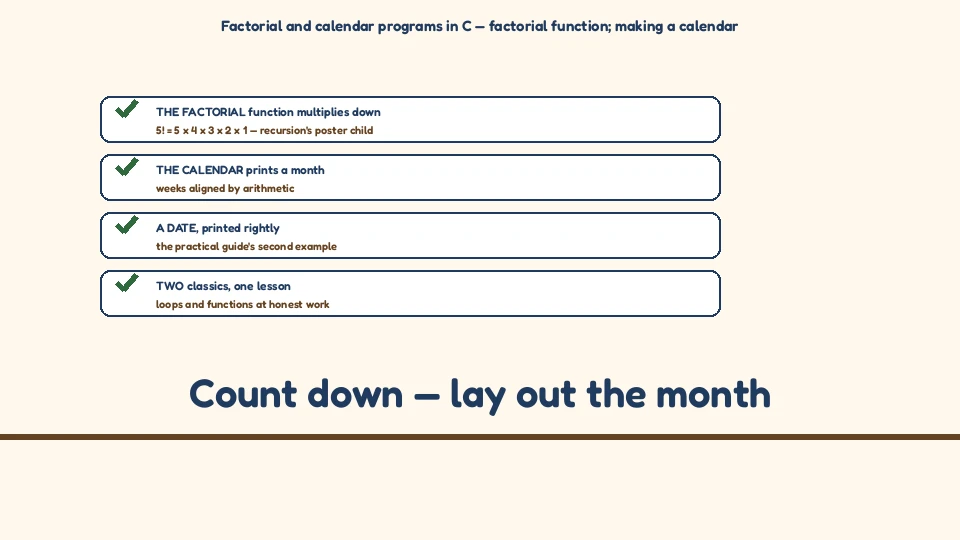 Factorial and calendar programs in C — factorial function; making a calendar
THE FACTORIAL function multiplies down
5! = 5 x 4 x 3 x 2 x 1 — recursion's poster child
THE CALENDAR prints a month
weeks aligned by arithmetic
A DATE, printed rightly
the practical guide's second example
TWO classics, one lesson
loops and functions at honest work
Count down — lay out the month